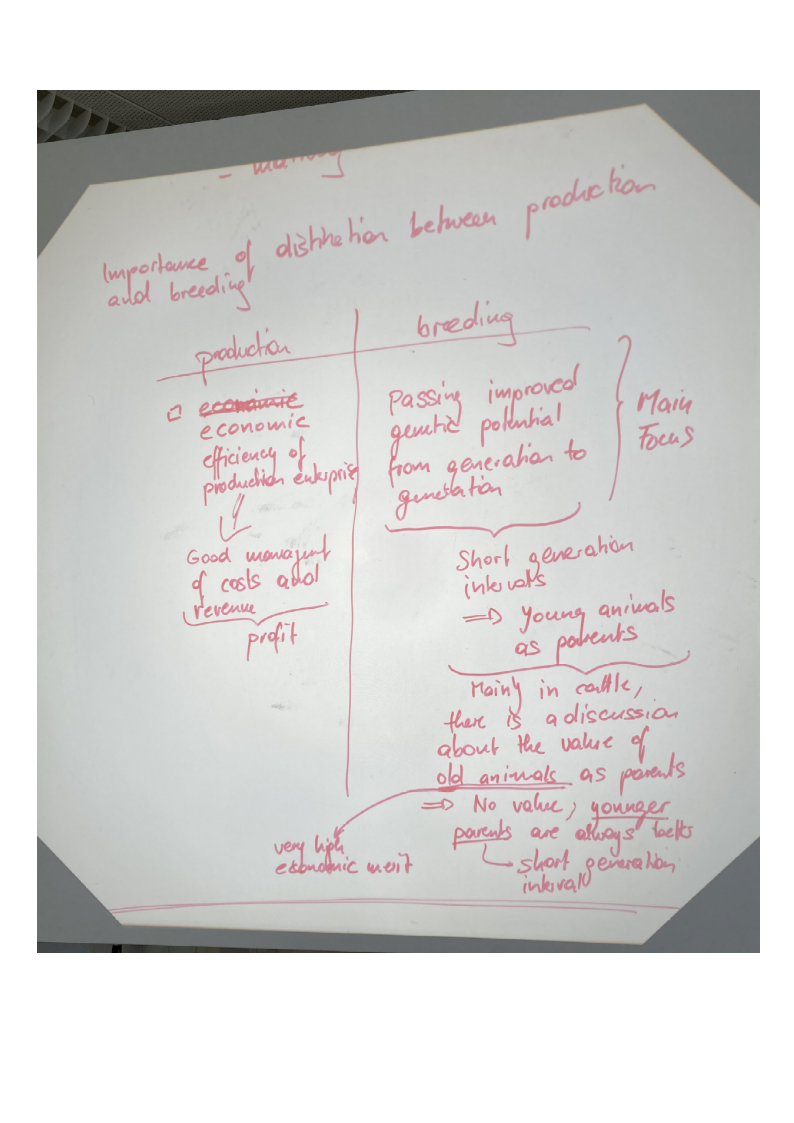 Importance of distinction between production
and breeding
production
□ economic
economic
efficiency of
production enterprise
Good managent
of costs and
revenue
profit
breeding
Passing improved
genetic potential
from generation to
generation
Main
Focus
Short generation
intervals
⇒ young animals
as parents
Mainly in cattle,
there is a discussion
about the value of
old animals as parents
⇒ No value, younger
parents are always better
short generation
interval
very high
economic merit